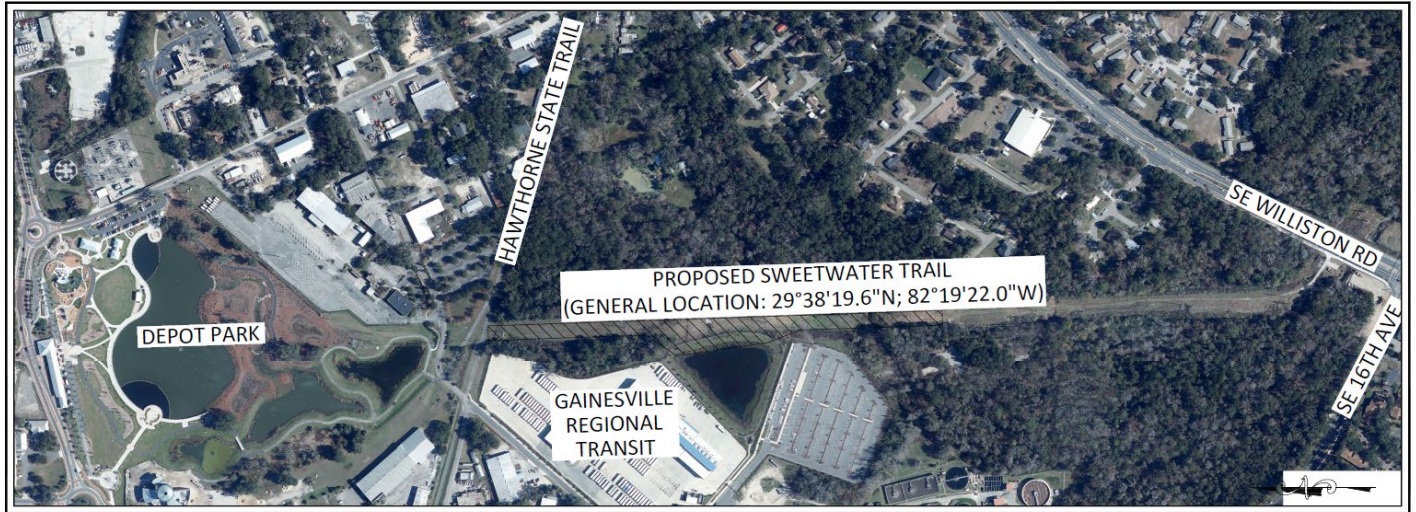 HAWTHORNE STATE TRAIL
SE WILLISTON RD
PROPOSED SWEETWATER TRAIL
(GENERAL LOCATION: 29°38'19.6"N; 82°19'22.0"W)
DEPOT PARK
SE 16TH AVE
GAINESVILLE
REGIONAL
TRANSIT